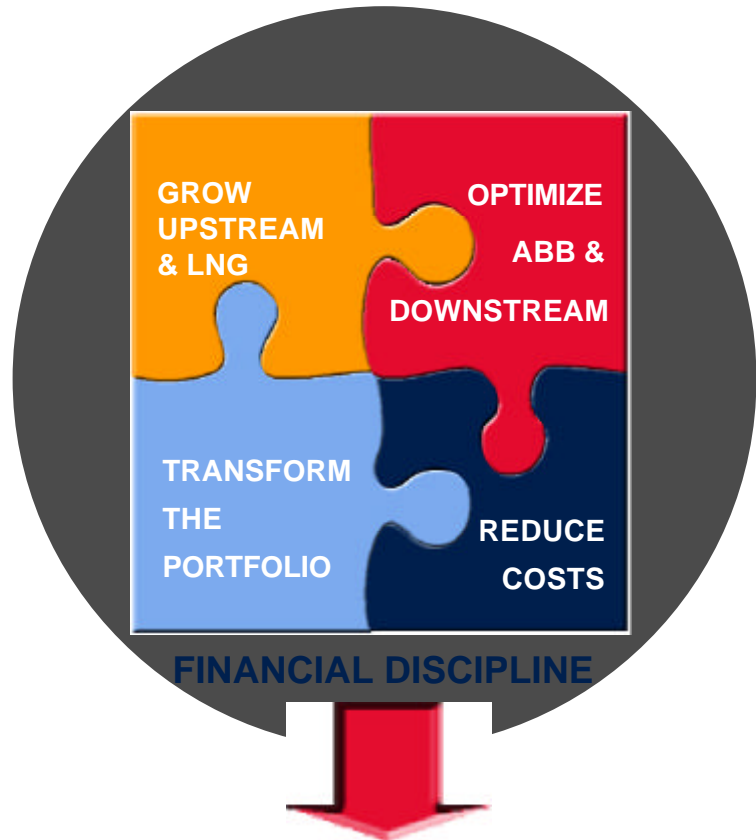 GROW
UPSTREAM
& LNG
OPTIMIZE
ABB &
DOWNSTREAM
TRANSFORM
THE
PORTFOLIO
REDUCE
COSTS
FINANCIAL DISCIPLINE